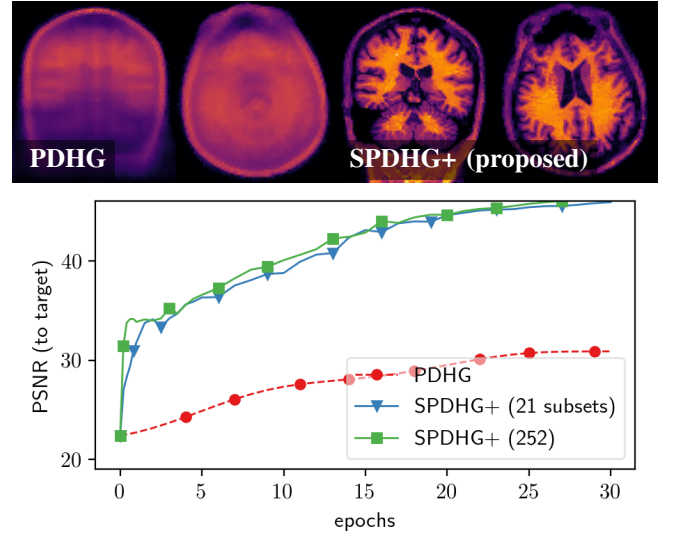 PDHG
SPDHG+ (proposed)
40
30
20
PSNR (to target)
PDHG
SPDHG+ (21 subsets)
SPDHG+ (252)
0 5 10 15 20 25 30
epochs